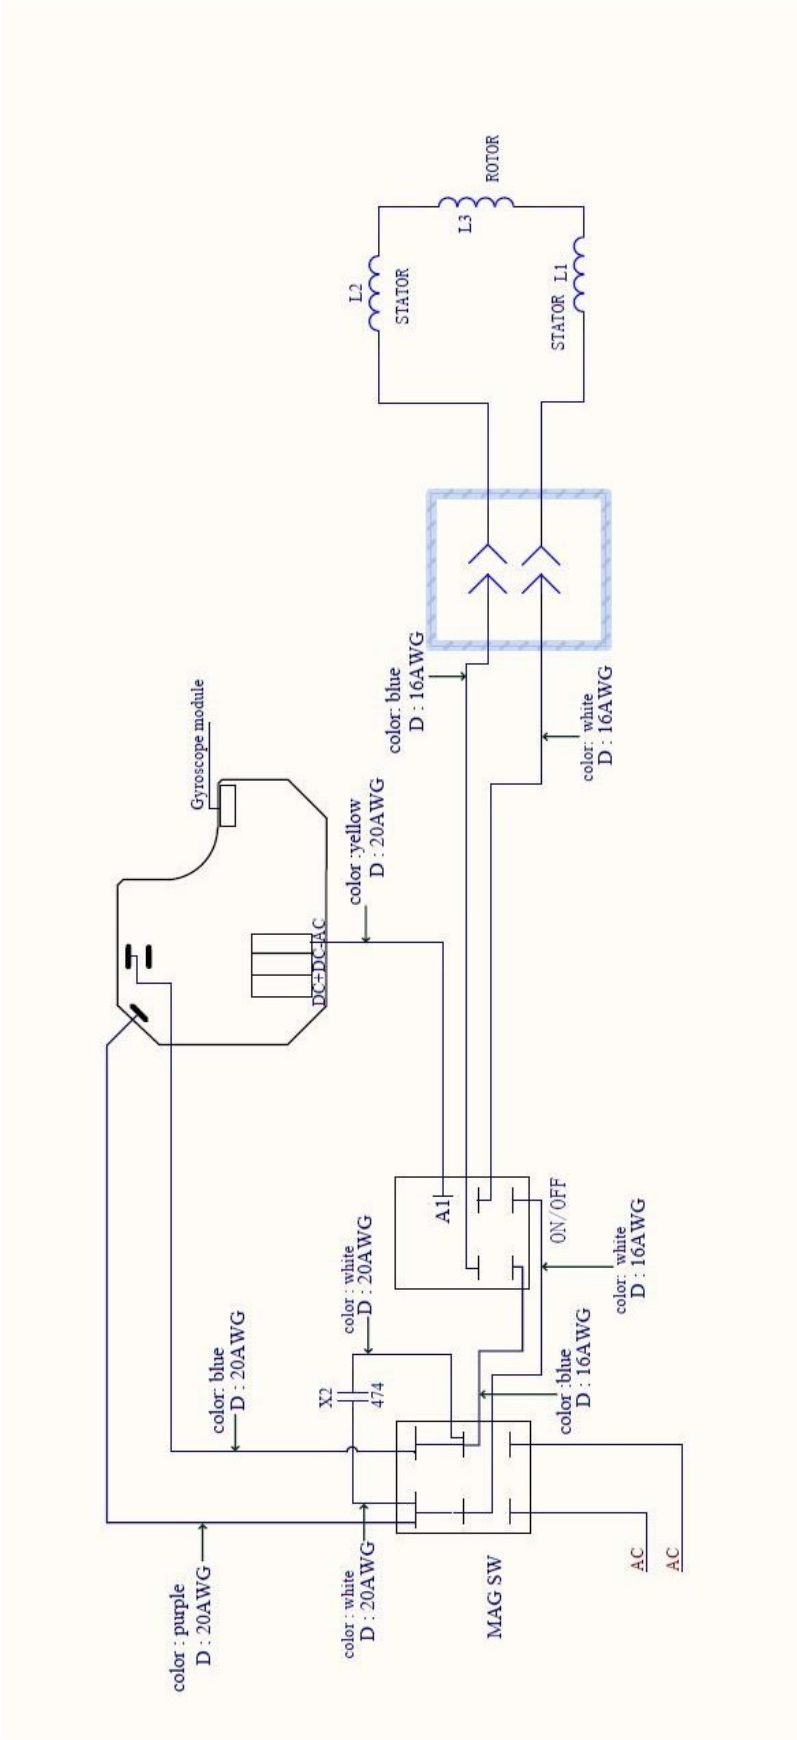 ROTOR
L3
L2
STATOR
STATOR L1
color: blue
D : 16AWG
color: white
D : 16AWG
Gyroscope module
color :yellow
D : 20AWG
DC+DC-AC
A1
ON/OFF
color: white
D : 16AWG
color : white
D : 20AWG
color :blue
D : 16AWG
color: blue
D : 20AWG
X2
474
color : purple
D : 20AWG
color : white
D : 20AWG
MAG SW
AC
AC